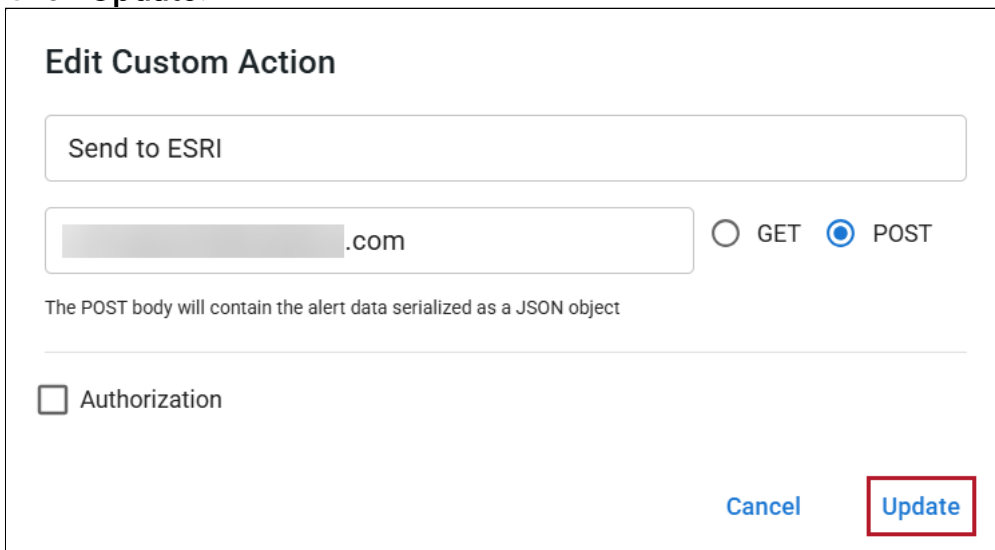 Edit Custom Action
Send to ESRI
.com GET POST
The POST body will contain the alert data serialized as a JSON object
Authorization
Cancel Update